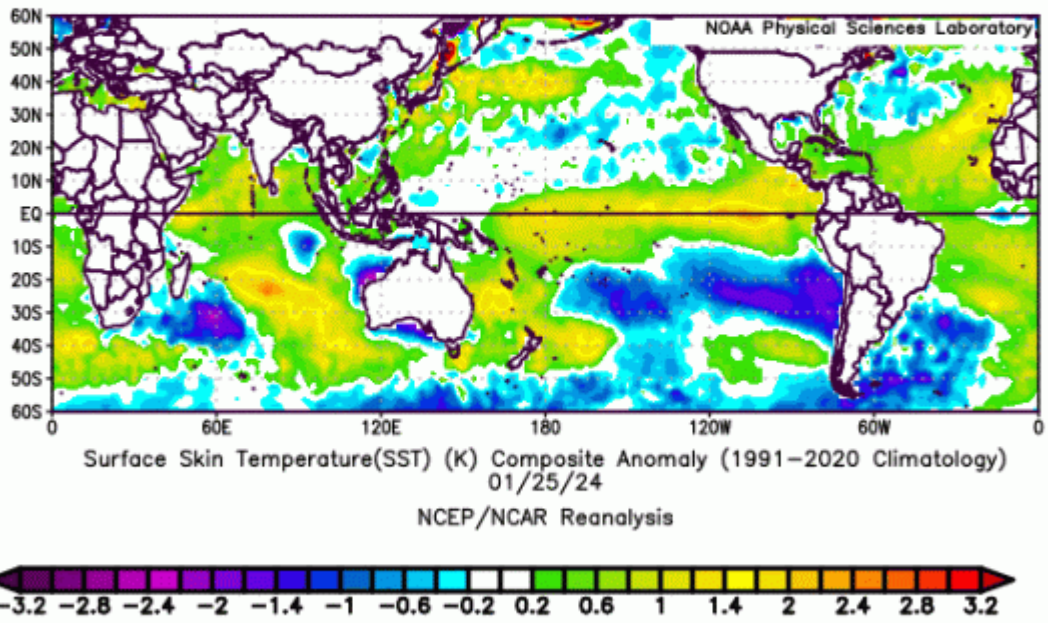 60N
NOAA Physical Sciences Laboratory
50N
40N
30N
20N
10N
EQ
10S
20S
30S
40S
50S
60S
0 60E 120E 180 120W 60W 0
Surface Skin Temperature(SST) (K) Composite Anomaly (1991-2020 Climatology)
01/25/24
NCEP/NCAR Reanalysis
-3.2 -2.8 -2.4 -2 -1.4 -1 -0.6 -0.2 0.2 0.6 1 1.4 2 2.4 2.8 3.2